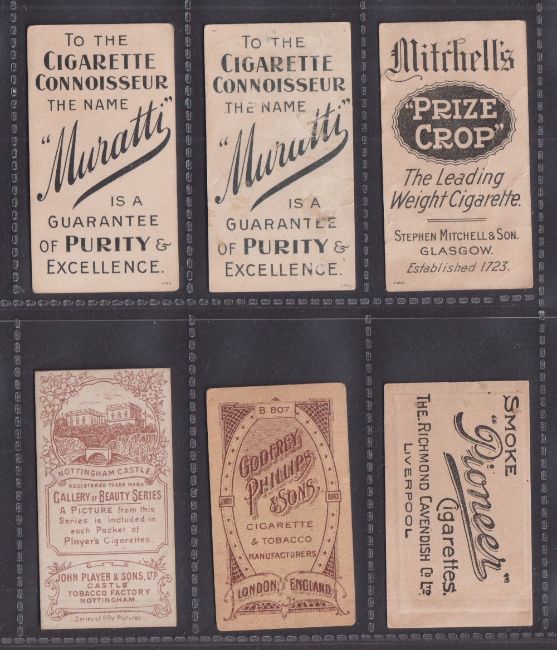 TO THE
CIGARETTE
CONNOISSEUR
THE NAME
"Muratti"
IS A
GUARANTEE
OF PURITY &
EXCELLENCE.
TO THE
CIGARETTE
CONNOISSEUR
THE NAME
"Muratti"
IS A
GUARANTEE
OF PURITY &
EXCELLENCE.
Mitchell's
"PRIZE
CROP"
The Leading
Weight Cigarette.
STEPHEN MITCHELL & SON.
GLASGOW.
Established 1723.
NOTTINGHAM CASTLE
REGISTERED TRADE MARK
GALLERY OF BEAUTY SERIES
A PICTURE from this
Series is included in
each Packet of
Player's Cigarettes.
JOHN PLAYER & SONS, LTD
CASTLE
TOBACCO FACTORY
NOTTINGHAM.
Series of fifty Pictures
B 807.
GODFREY,
PHILLIPS
& SONS.
CIGARETTE
& TOBACCO
MANUFACTURERS
LONDON, ENGLAND.
SMOKE
"Pioneer"
Cigarettes.
THE RICHMOND CAVENDISH CO LTD.
LIVERPOOL